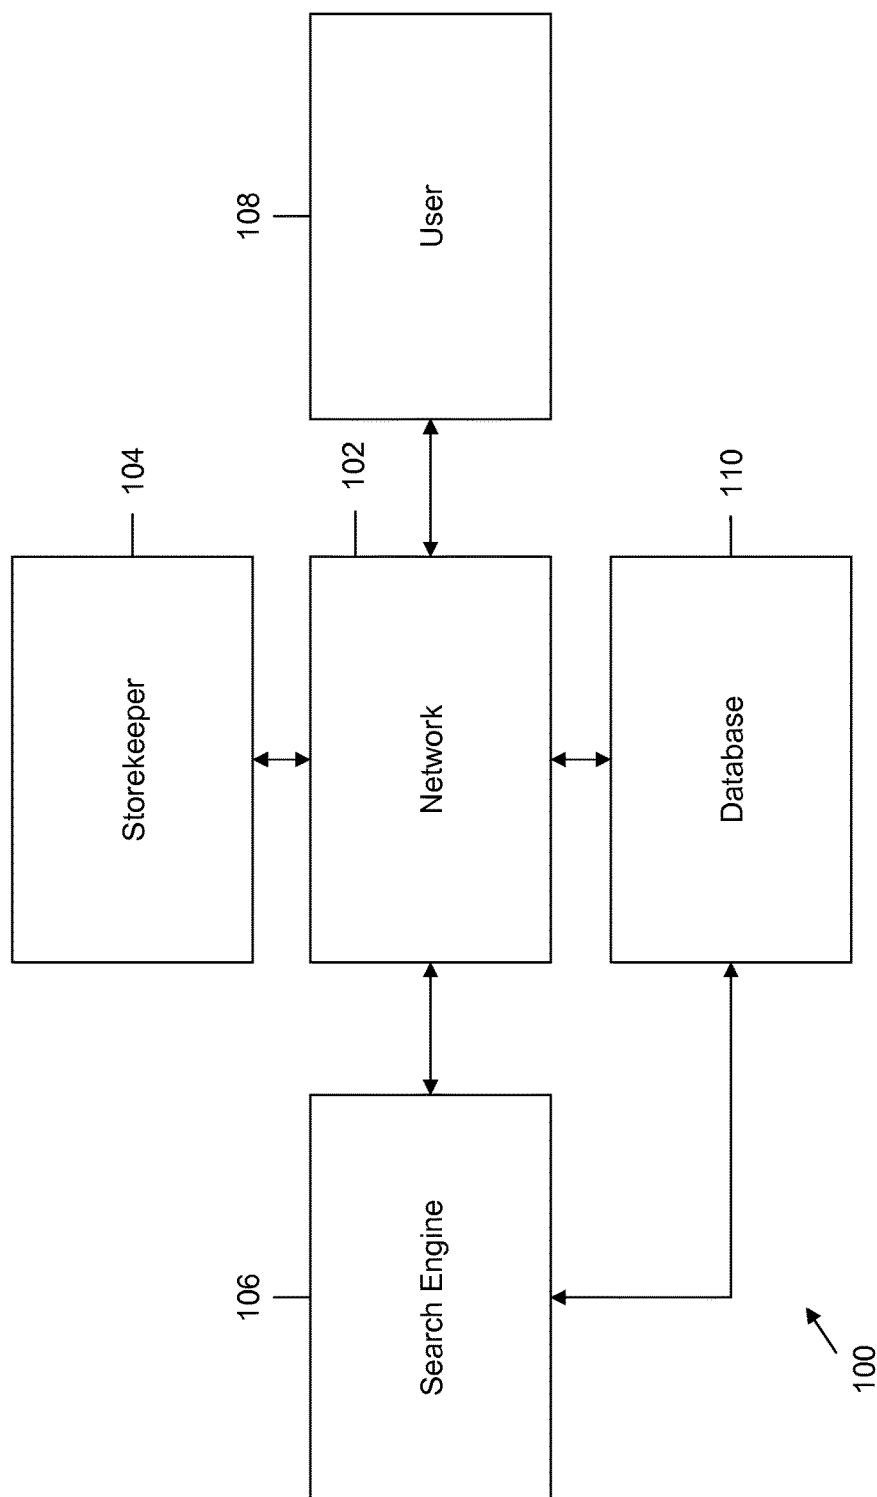 104
Storekeeper
106
Search Engine
102
Network
108
User
110
Database
100